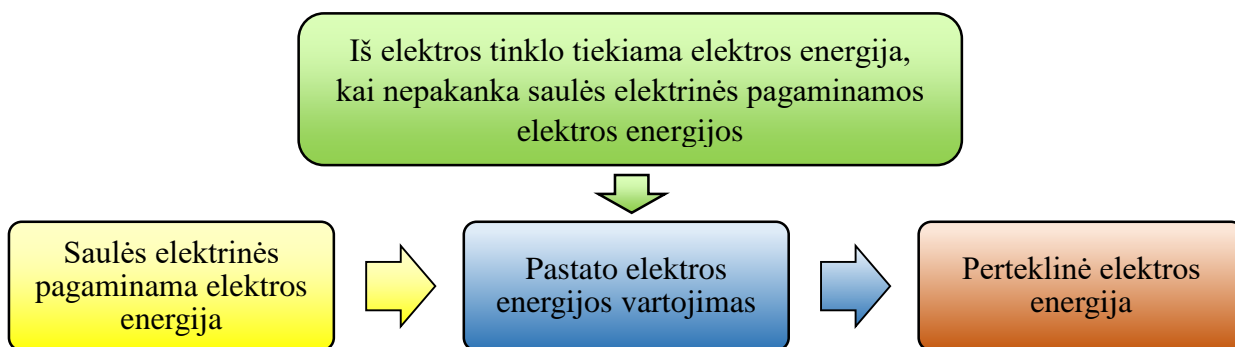 Iš elektros tinklo tiekiama elektros energija,
kai nepakanka saulės elektrinės pagaminamos
elektros energijos
Saulės elektrinės
pagaminama elektros
energija
Pastato elektros
energijos vartojimas
Perteklinė elektros
energija